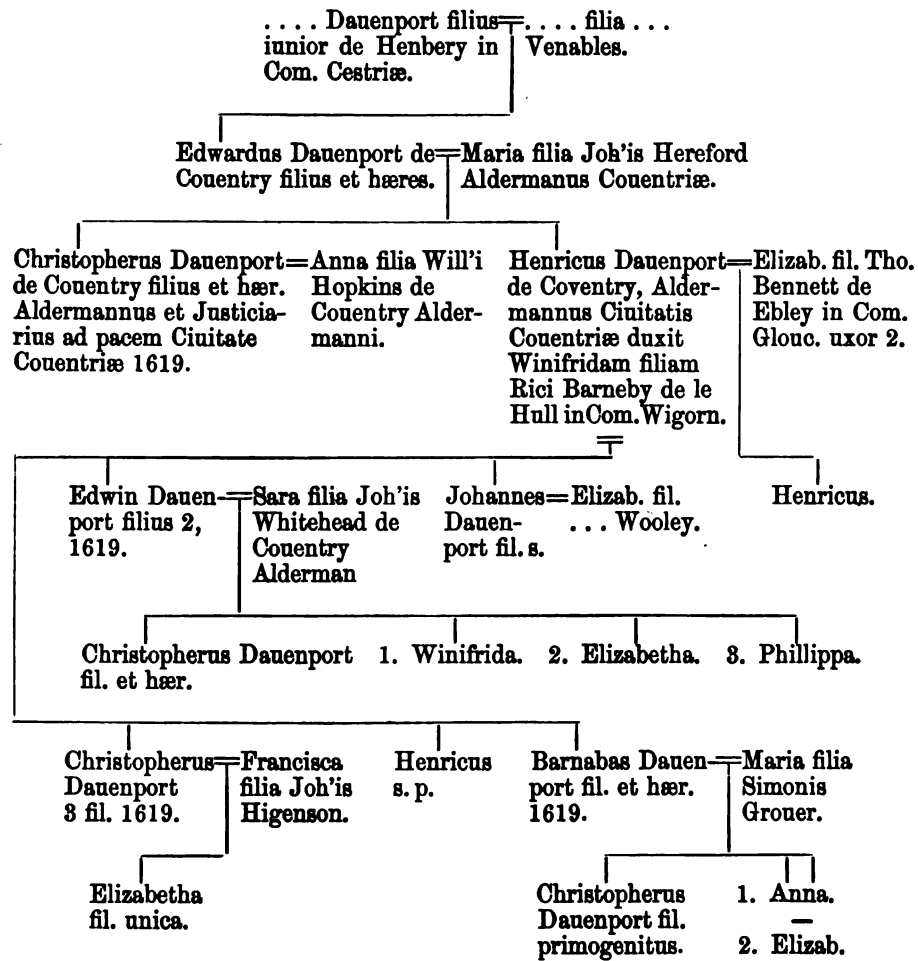 . . . . Dauenport filius . . . . filia . . .
iunior de Henbery in Venables.
Com. Cestriæ.
Edwardus Dauenport de
Couentry filius et hæres.
Maria filia Joh'is Hereford
Aldermanus Couentriæ.
Christopherus Dauenport
de Couentry filius et hær.
Aldermannus et Justicia-
rius ad pacem Ciuitate
Couentriæ 1619.
Anna filia Will'i
Hopkins de
Couentry Alder-
manni.
Henricus Dauenport
de Coventry, Alder-
mannus Ciuitatis
Couentriæ duxit
Winifridam filiam
Rici Barneby de le
Hull in Com. Wigorn.
Elizab. fil. Tho.
Bennett de
Ebley in Com.
Glouc. uxor 2.
Edwin Dauen-
port filius 2,
1619.
Sara filia Joh'is
Whitehead de
Couentry
Alderman
Johannes
Dauen-
port fil. s.
Elizab. fil.
. . . Wooley.
Henricus.
Christopherus Dauenport
fil. et hær.
1. Winifrida.
2. Elizabetha.
3. Phillippa.
Christopherus
Dauenport
3 fil. 1619.
Francisca
filia Joh'is
Higenson.
Henricus
s. p.
Barnabas Dauen-
port fil. et hær.
1619.
Maria filia
Simonis
Grouer.
Elizabetha
fil. unica.
Christopherus
Dauenport fil.
primogenitus.
1. Anna.
—
2. Elizab.